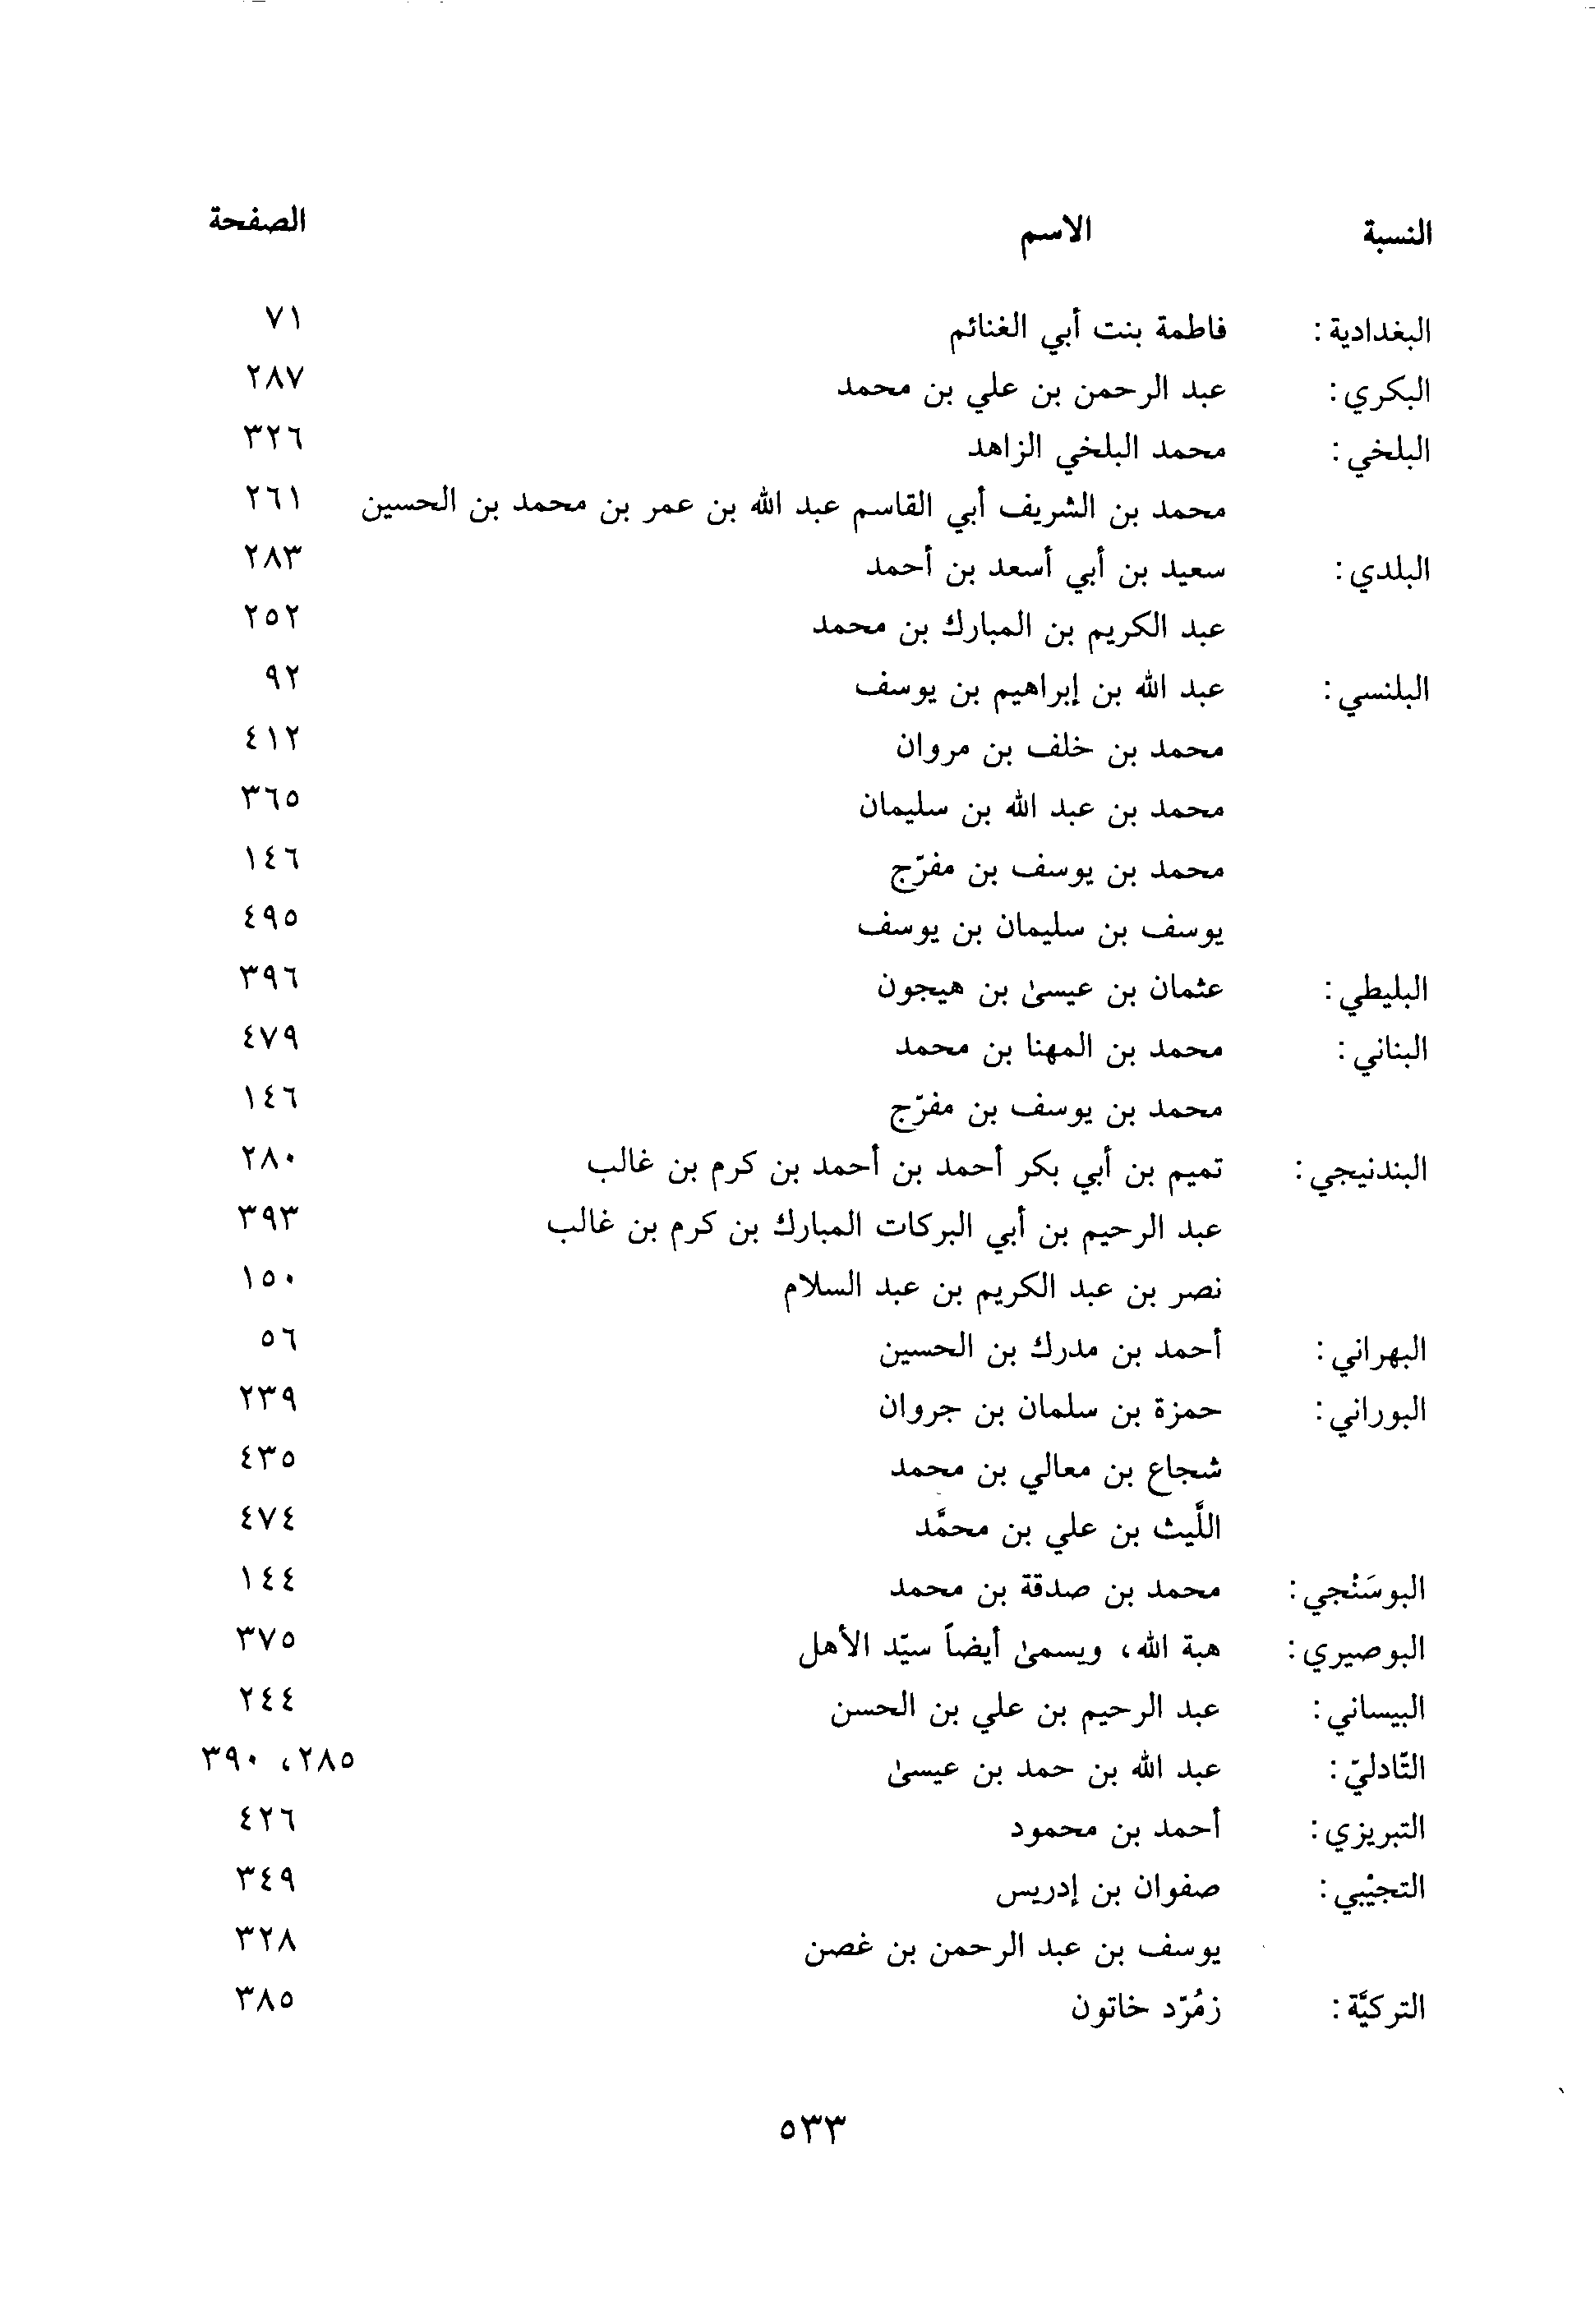 النسبة الاسم الصفحة
البغدادية: فاطمة بنت أبي الغنائم ٧١
البكري: عبد الرحمن بن علي بن محمد ٢٨٧
البلخي: محمد البلخي الزاهد ٣٢٦
محمد بن الشريف أبي القاسم عبد الله بن عمر بن محمد بن الحسين ٢٦١
البلدي: سعيد بن أبي أسعد بن أحمد ٢٨٣
عبد الكريم بن المبارك بن محمد ٢٥٢
البلنسي: عبد الله بن إبراهيم بن يوسف ٩٢
محمد بن خلف بن مروان ٤١٢
محمد بن عبد الله بن سليمان ٣٦٥
محمد بن يوسف بن مفرّج ١٤٦
يوسف بن سليمان بن يوسف ٤٩٥
البليطي: عثمان بن عيسىٰ بن هيجون ٣٩٦
البناني: محمد بن المهنا بن محمد ٤٧٩
محمد بن يوسف بن مفرّج ١٤٦
البندنيجي: تميم بن أبي بكر أحمد بن أحمد بن كرم بن غالب ٢٨٠
عبد الرحيم بن أبي البركات المبارك بن كرم بن غالب ٣٩٣
نصر بن عبد الكريم بن عبد السلام ١٥٠
البهراني: أحمد بن مدرك بن الحسين ٥٦
البوراني: حمزة بن سلمان بن جروان ٢٣٩
شجاع بن معالي بن محمد ٤٣٥
اللَّيث بن علي بن محمَّد ٤٧٤
البوسَنْجي: محمد بن صدقة بن محمد ١٤٤
البوصيري: هبة الله، ويسمىٰ أيضاً سيّد الأهل ٣٧٥
البيساني: عبد الرحيم بن علي بن الحسن ٢٤٤
التّادليّ: عبد الله بن حمد بن عيسىٰ ٢٨٥، ٣٩٠
التبريزي: أحمد بن محمود ٤٢٦
التجيْبي: صفوان بن إدريس ٣٤٩
يوسف بن عبد الرحمن بن غصن ٣٢٨
التركيَّة: زمُرّد خاتون ٣٨٥
٥٣٣